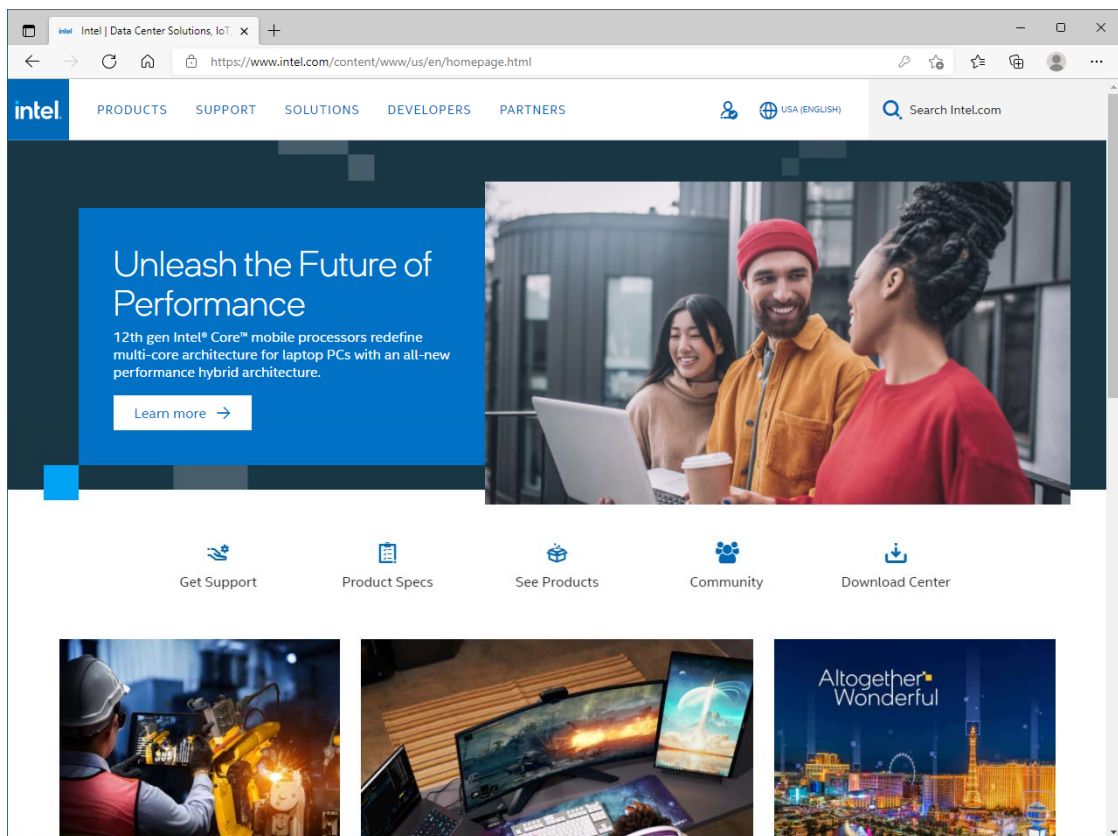 intel Intel | Data Center Solutions, IoT,
https://www.intel.com/content/www/us/en/homepage.html
intel. PRODUCTS SUPPORT SOLUTIONS DEVELOPERS PARTNERS USA (ENGLISH) Search Intel.com
Unleash the Future of
Performance
12th gen Intel® Core™ mobile processors redefine
multi-core architecture for laptop PCs with an all-new
performance hybrid architecture.
Learn more
Get Support Product Specs See Products Community Download Center
Altogether
Wonderful